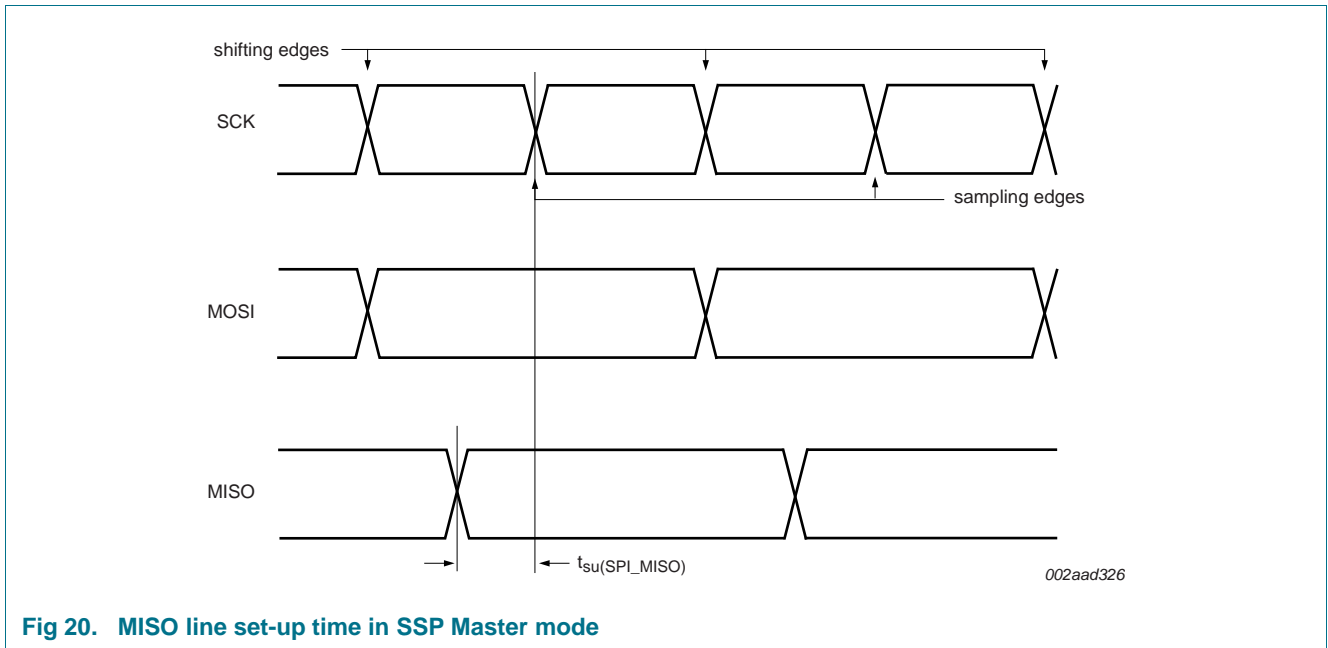 shifting edges
SCK
sampling edges
MOSI
MISO
tsu(SPI_MISO)
002aad326
Fig 20. MISO line set-up time in SSP Master mode